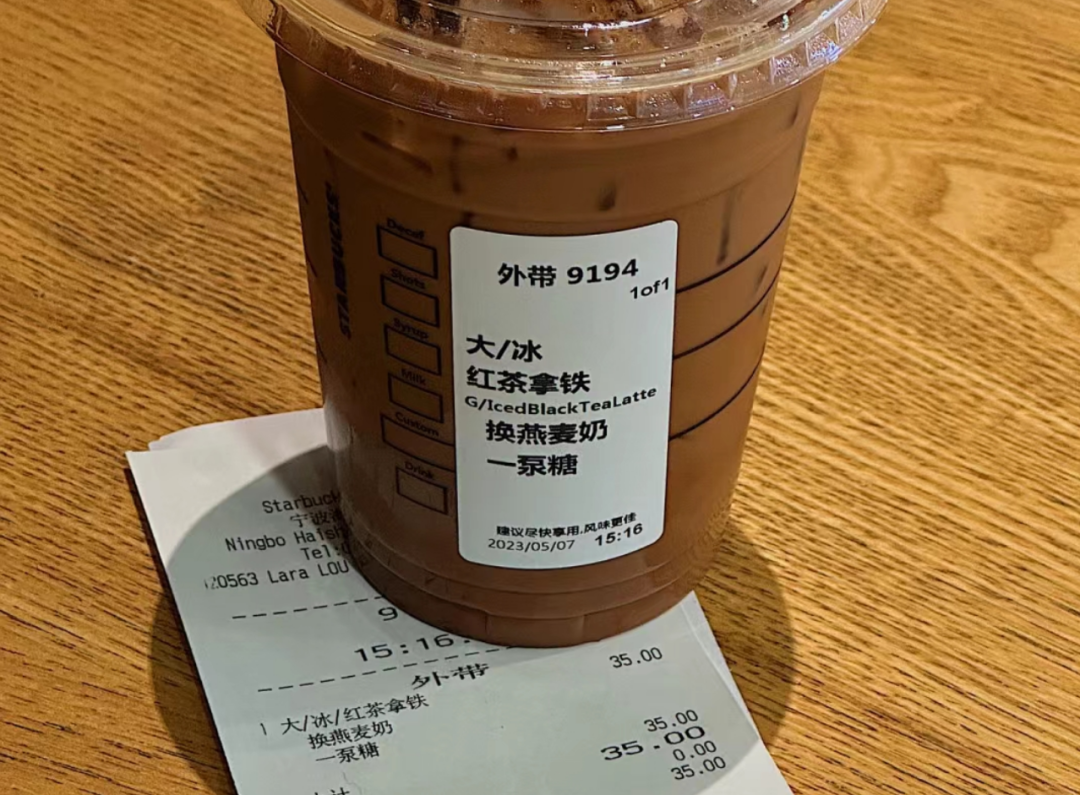 STARBUCKS
Decaf
Shots
Syrup
Milk
Custom
Drink
外带 9194
1of1
大/冰
红茶拿铁
G/IcedBlackTeaLatte
换燕麦奶
一泵糖
建议尽快享用,风味更佳
2023/05/07 15:16
Starbuck
宁波
Ningbo Haish
Tel:
20563 Lara LOU
9
15:16
外带
35.00
1 大/冰/红茶拿铁
换燕麦奶
一泵糖
35.00
35.00
0.00
35.00